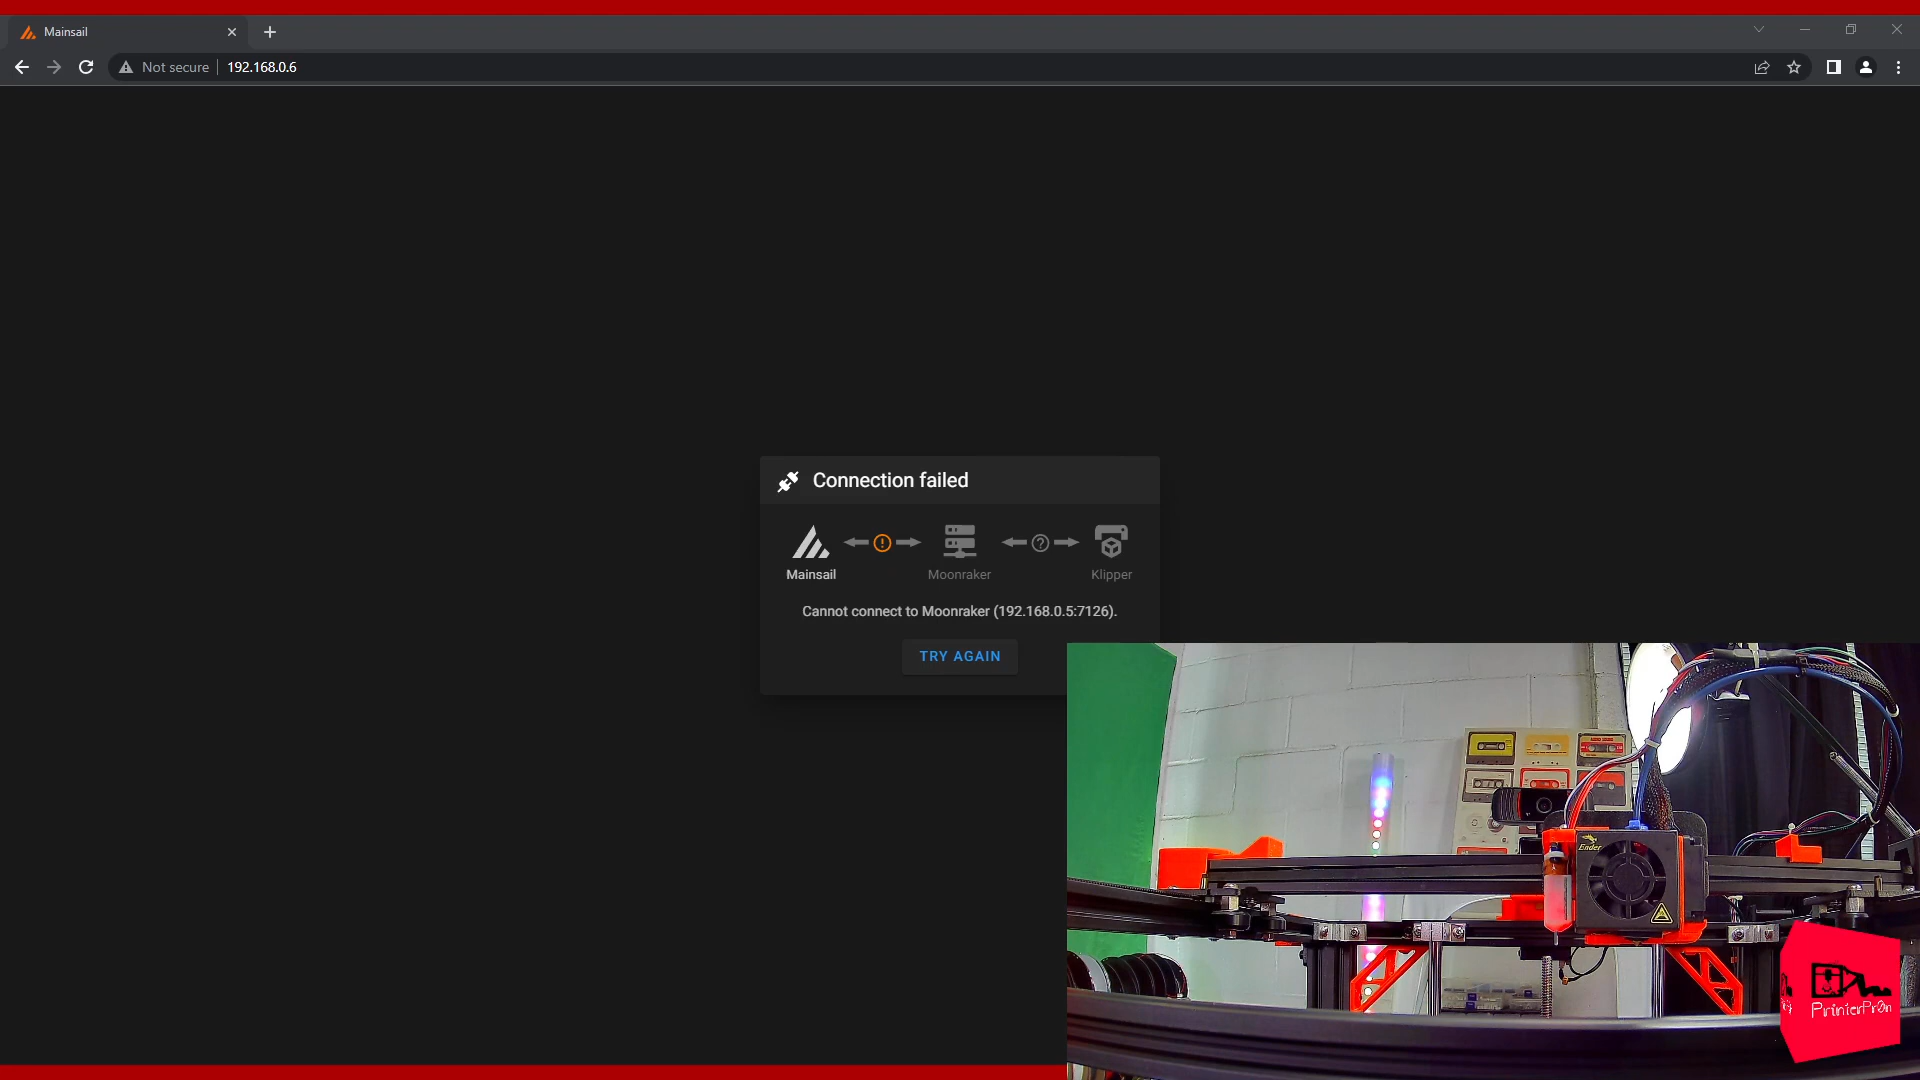 Mainsail
Not secure
192.168.0.6
Connection failed
Mainsail
Moonraker
Klipper
Cannot connect to Moonraker (192.168.0.5:7126).
TRY AGAIN
Ender
PrinterPr0n